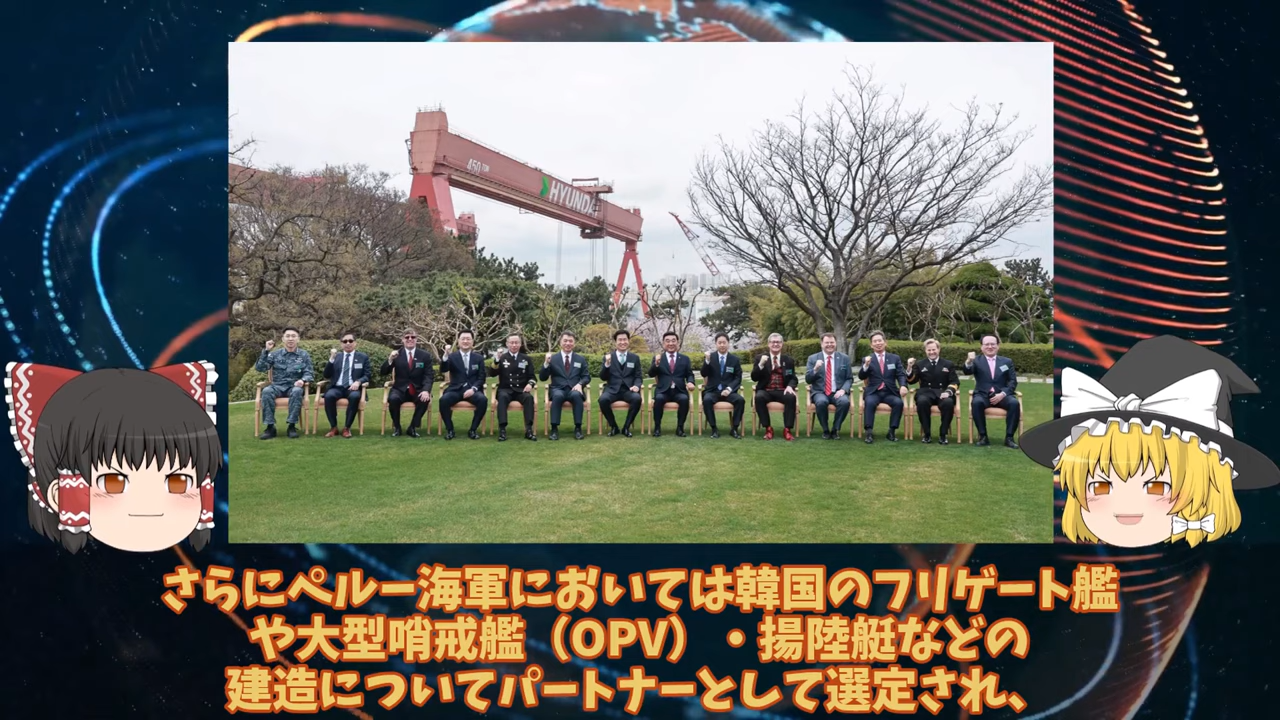 450 TON
HYUNDAI
さらにペルー海軍においては韓国のフリゲート艦
や大型哨戒艦（OPV）・揚陸艇などの
建造についてパートナーとして選定され、